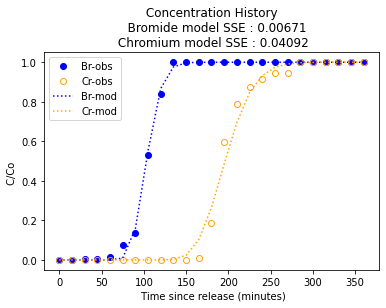 Concentration History
Bromide model SSE : 0.00671
Chromium model SSE : 0.04092
Br-obs
Cr-obs
Br-mod
Cr-mod
C/Co
1.0
0.8
0.6
0.4
0.2
0.0
0 50 100 150 200 250 300 350
Time since release (minutes)